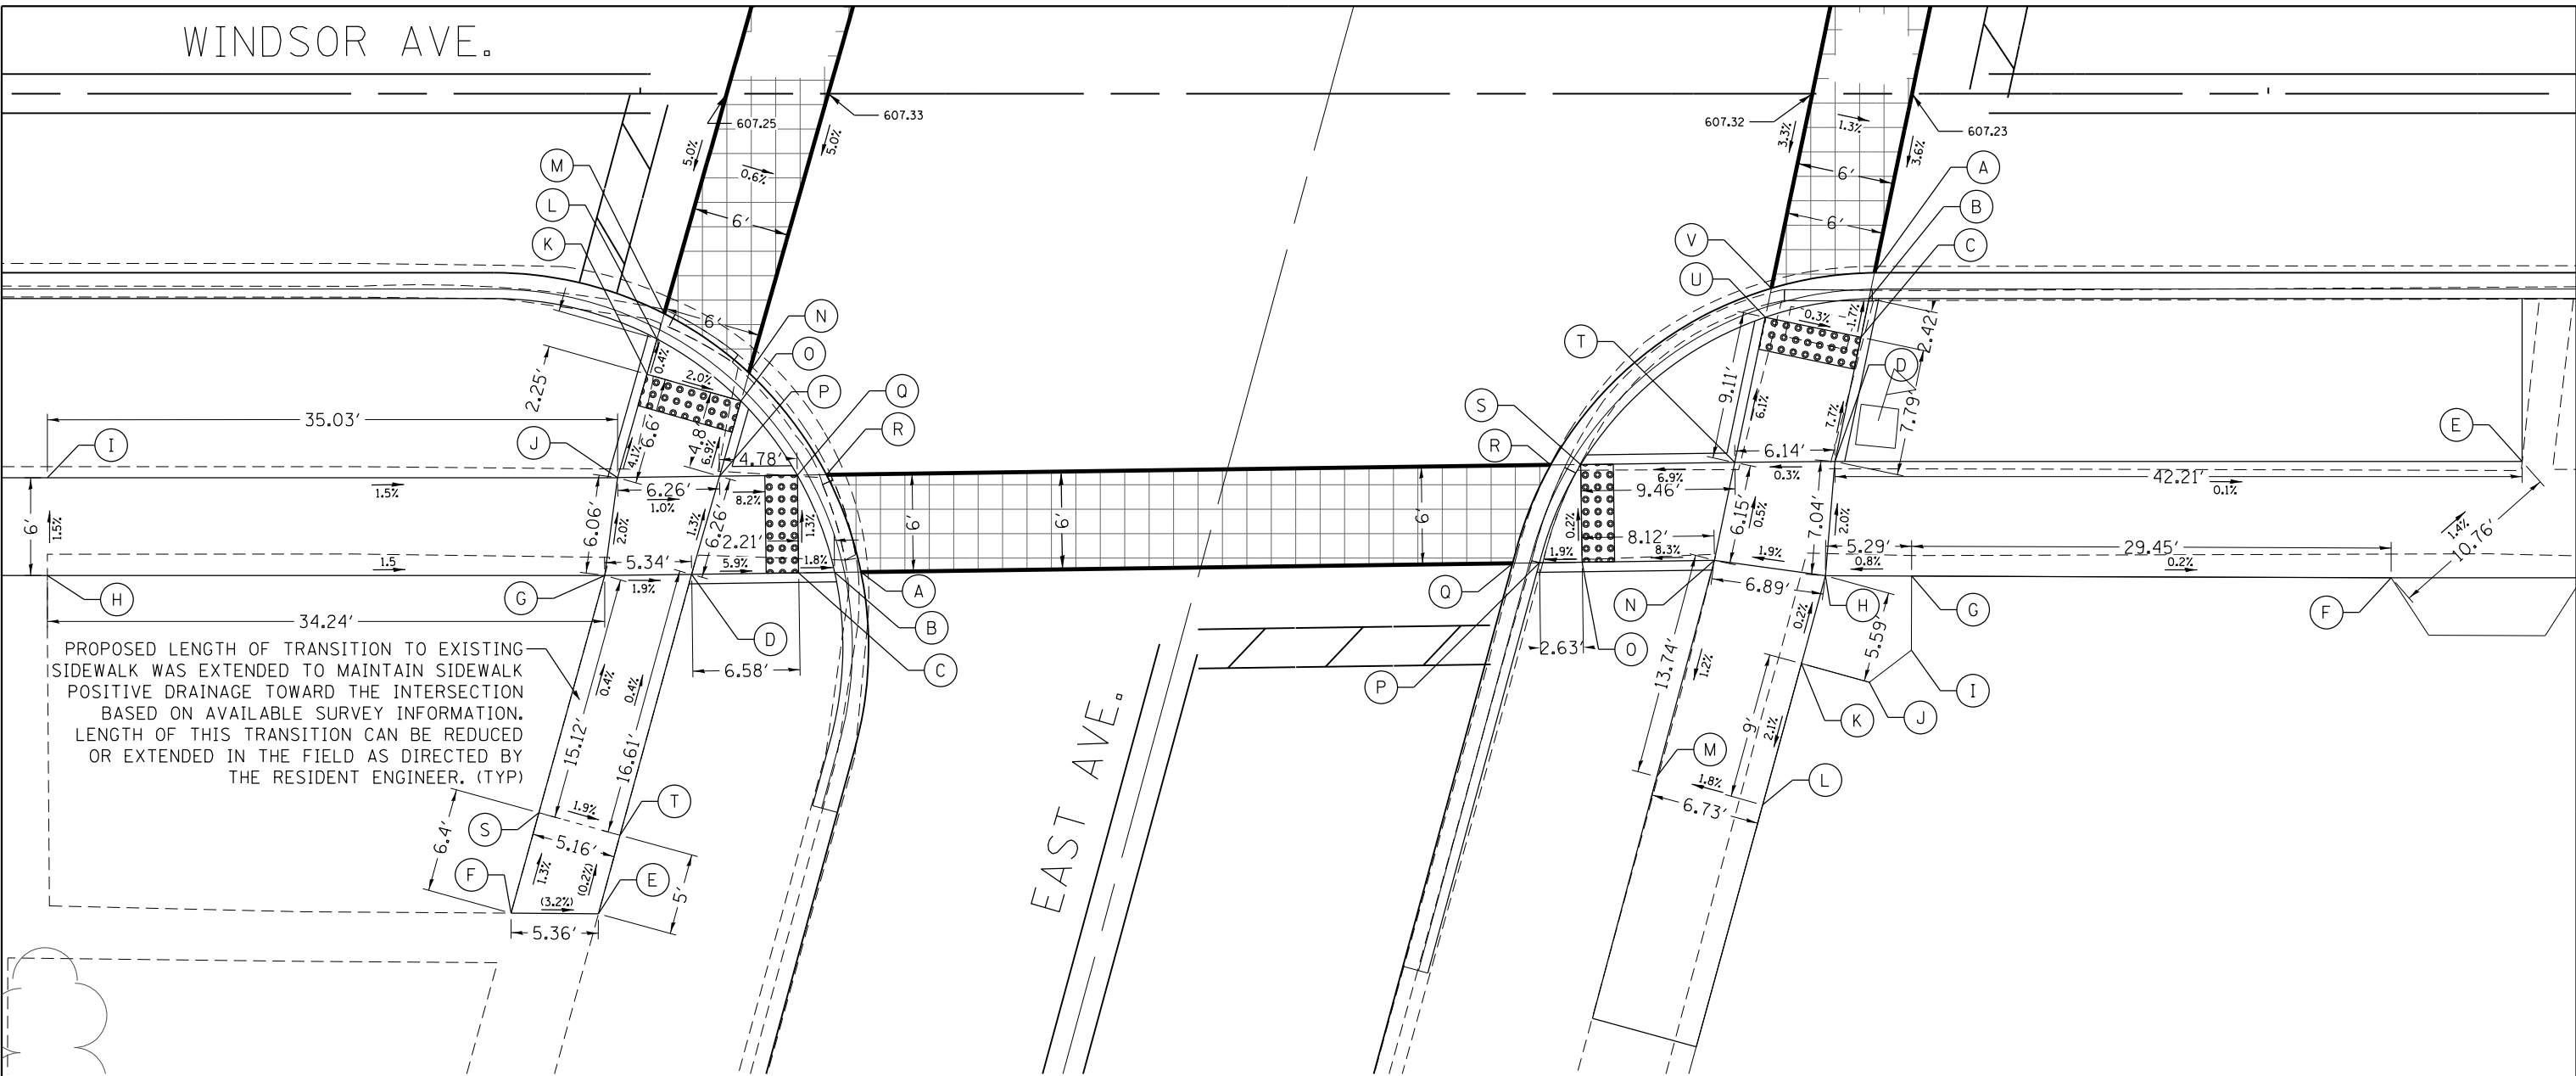 WINDSOR AVE.
607.25
607.33
607.32
607.23
5.0%
5.0%
0.6%
6'
6'
3.3%
1.3%
3.6%
6'
6'
M
L
K
N
O
P
Q
R
J
I
H
G
V
U
T
S
R
A
B
C
D
E
0.4%
2.0%
2.25'
6.6'
4.8'
4.1%
6.9%
4.78'
35.03'
1.5%
6'
1.5%
6.06'
2.0%
6.26'
1.0%
1.3%
6.26'
8.2%
2.21'
1.3%
1.5
5.34'
5.9%
1.8%
1.9%
34.24'
6'
6'
6'
A
B
C
D
6.58'
PROPOSED LENGTH OF TRANSITION TO EXISTING
SIDEWALK WAS EXTENDED TO MAINTAIN SIDEWALK
POSITIVE DRAINAGE TOWARD THE INTERSECTION
BASED ON AVAILABLE SURVEY INFORMATION.
LENGTH OF THIS TRANSITION CAN BE REDUCED
OR EXTENDED IN THE FIELD AS DIRECTED BY
THE RESIDENT ENGINEER. (TYP)
0.4%
0.4%
15.12'
16.61'
1.9%
S
T
6.4'
5.16'
1.3%
(0.2%)
5'
F
E
(3.2%)
5.36'
EAST AVE.
0.3%
1.7%
2.42'
9.11'
6.1%
7.7%
7.79'
6.14'
6.9%
0.3%
9.46'
42.21'
0.1%
0.2%
6.15'
0.5%
7.04'
2.0%
8.12'
1.9%
8.3%
1.9%
5.29'
0.8%
29.45'
0.2%
1.4%
10.76'
6.89'
Q
N
H
G
F
2.63'
O
P
13.74'
1.2%
0.2%
5.59'
I
J
K
9'
2.1%
M
L
1.8%
6.73'